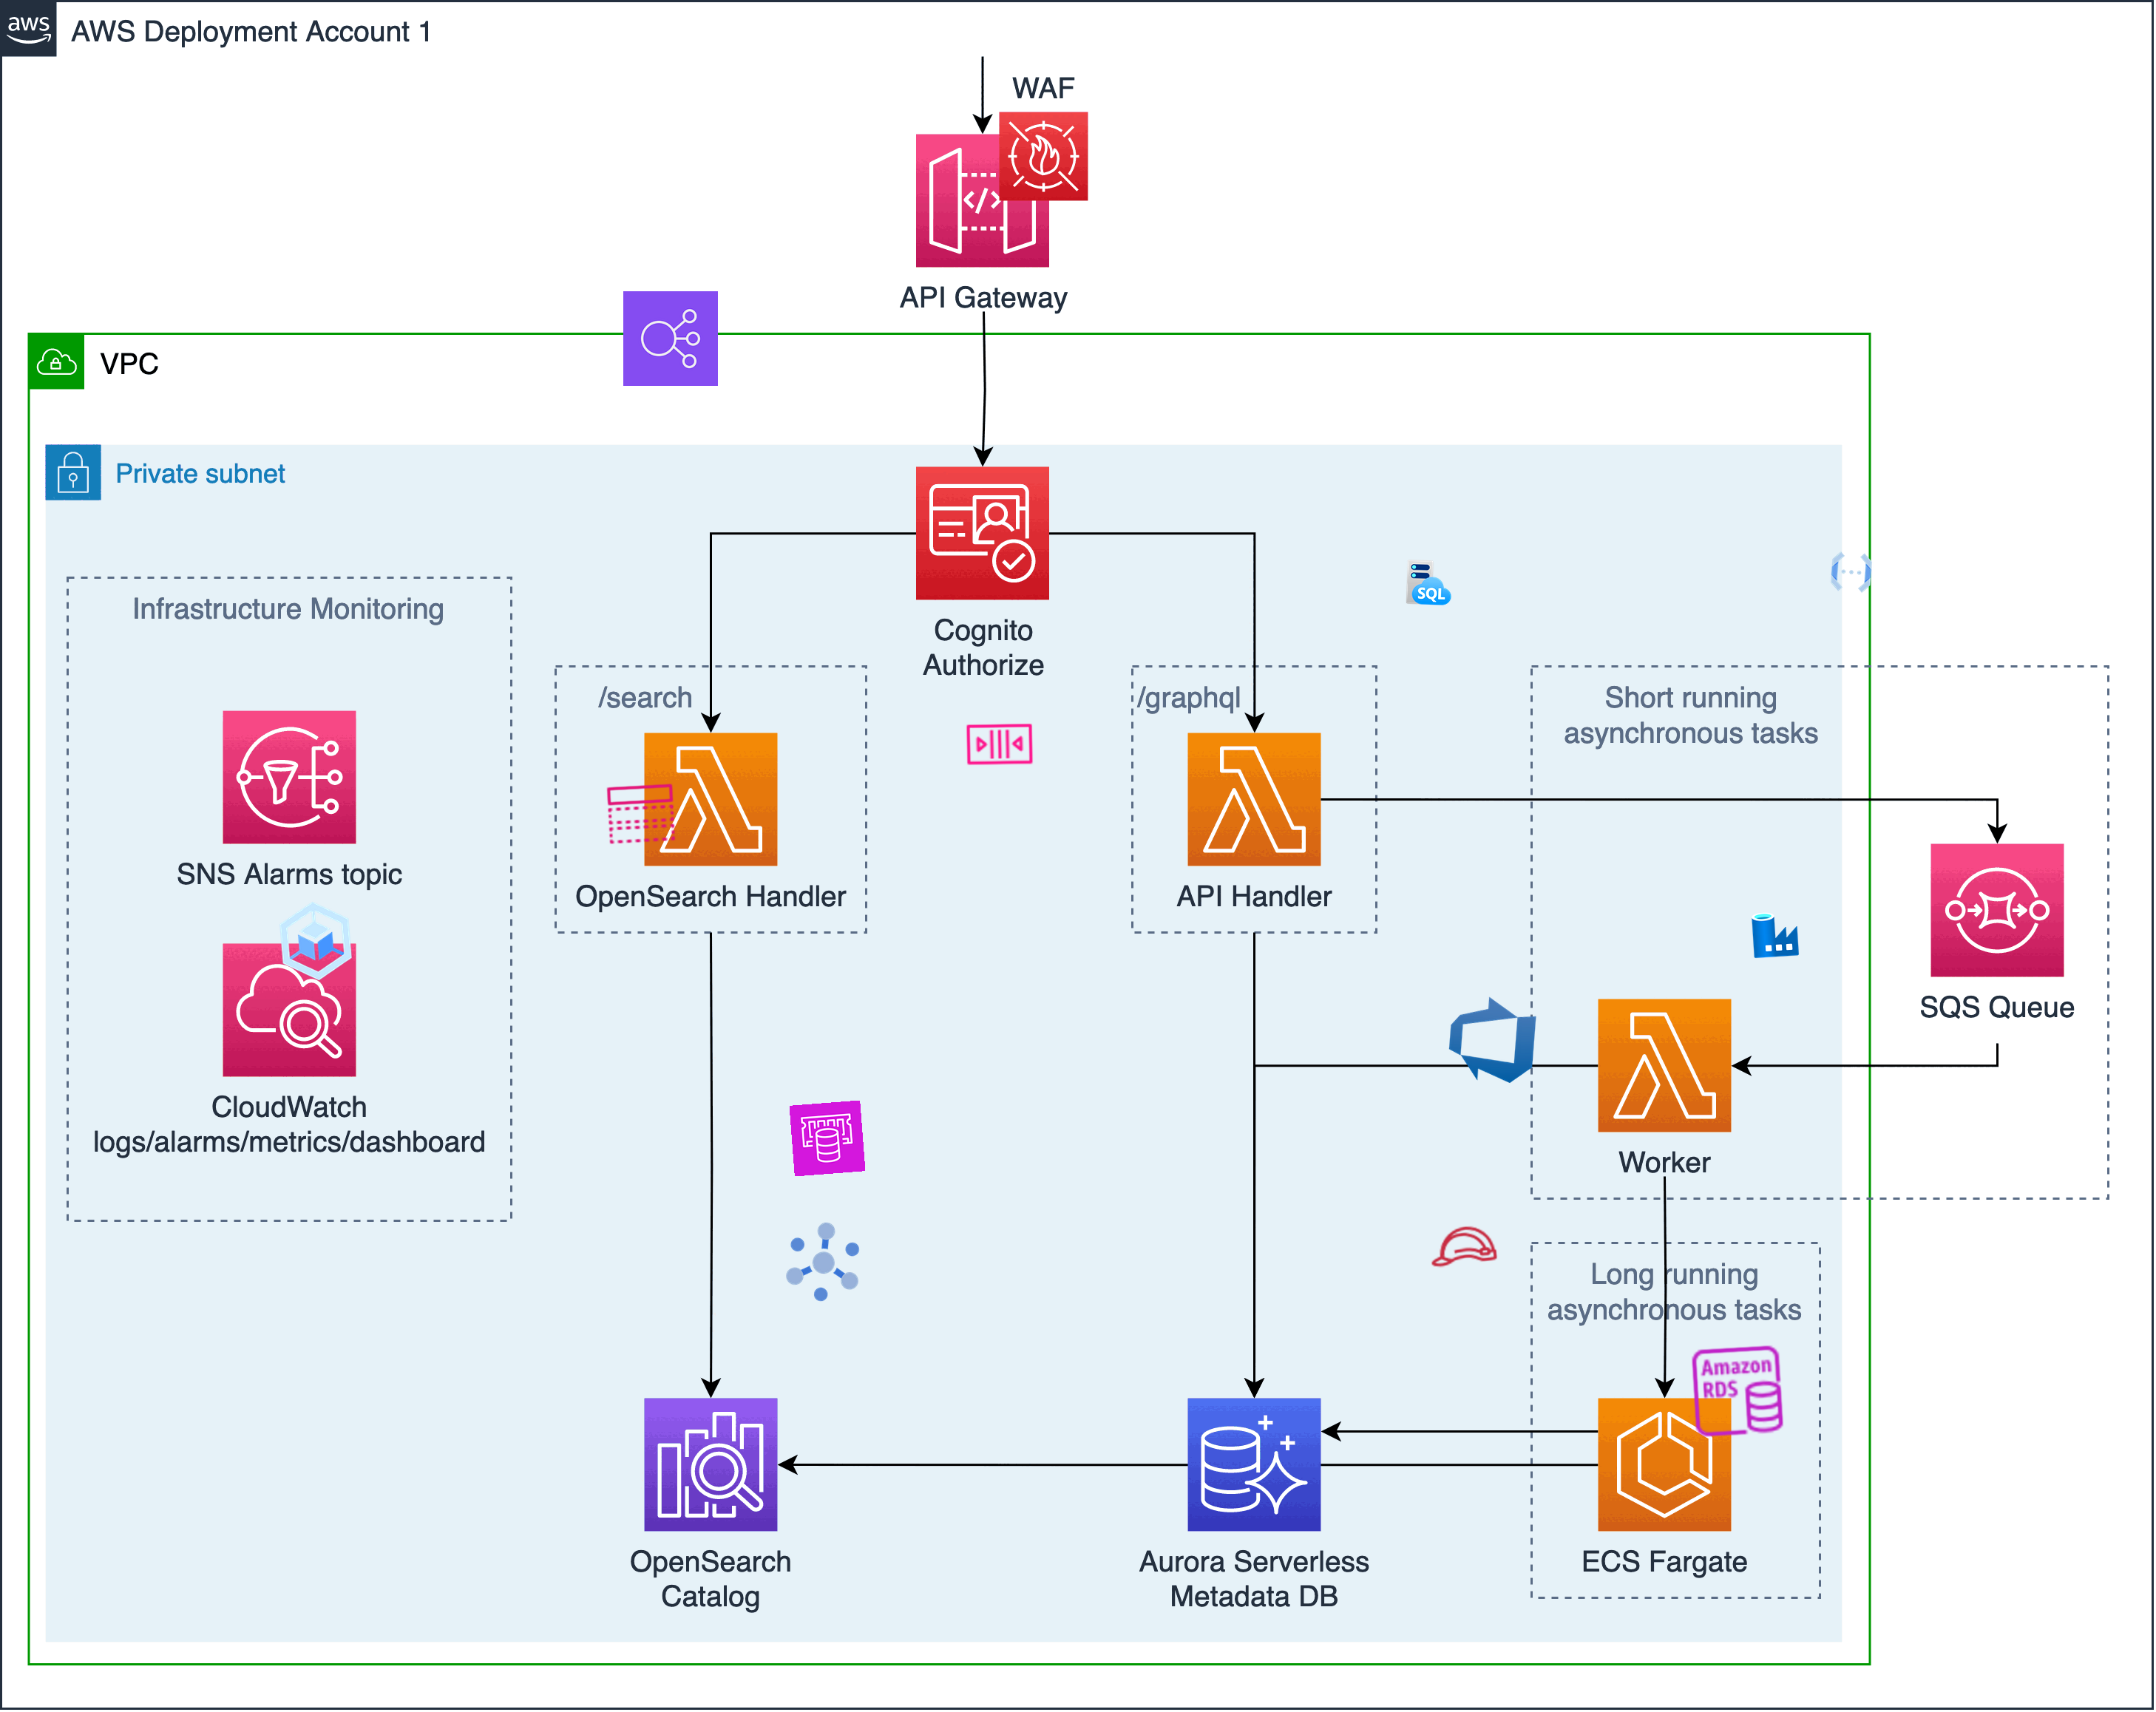 aws
AWS Deployment Account 1
WAF
</>
API Gateway
VPC
Private subnet
Cognito
Authorize
SQL
Infrastructure Monitoring
/search
/graphql
Short running
asynchronous tasks
SNS Alarms topic
OpenSearch Handler
API Handler
SQS Queue
CloudWatch
logs/alarms/metrics/dashboard
Worker
Long running
asynchronous tasks
Amazon
RDS
OpenSearch
Catalog
Aurora Serverless
Metadata DB
ECS Fargate